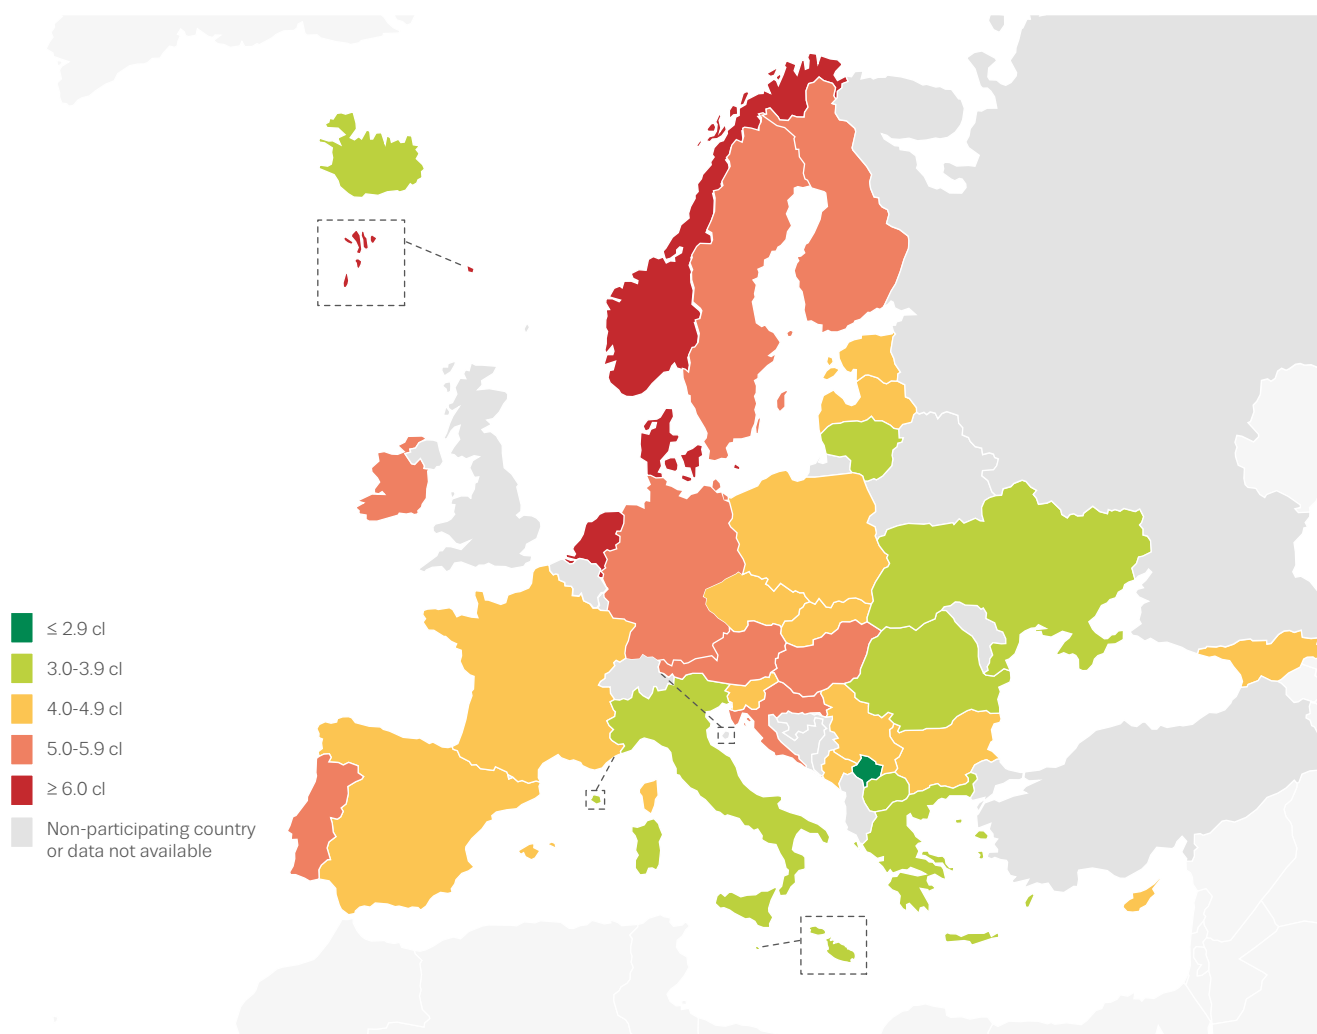 ≤ 2.9 cl
3.0-3.9 cl
4.0-4.9 cl
5.0-5.9 cl
≥ 6.0 cl
Non-participating country
or data not available